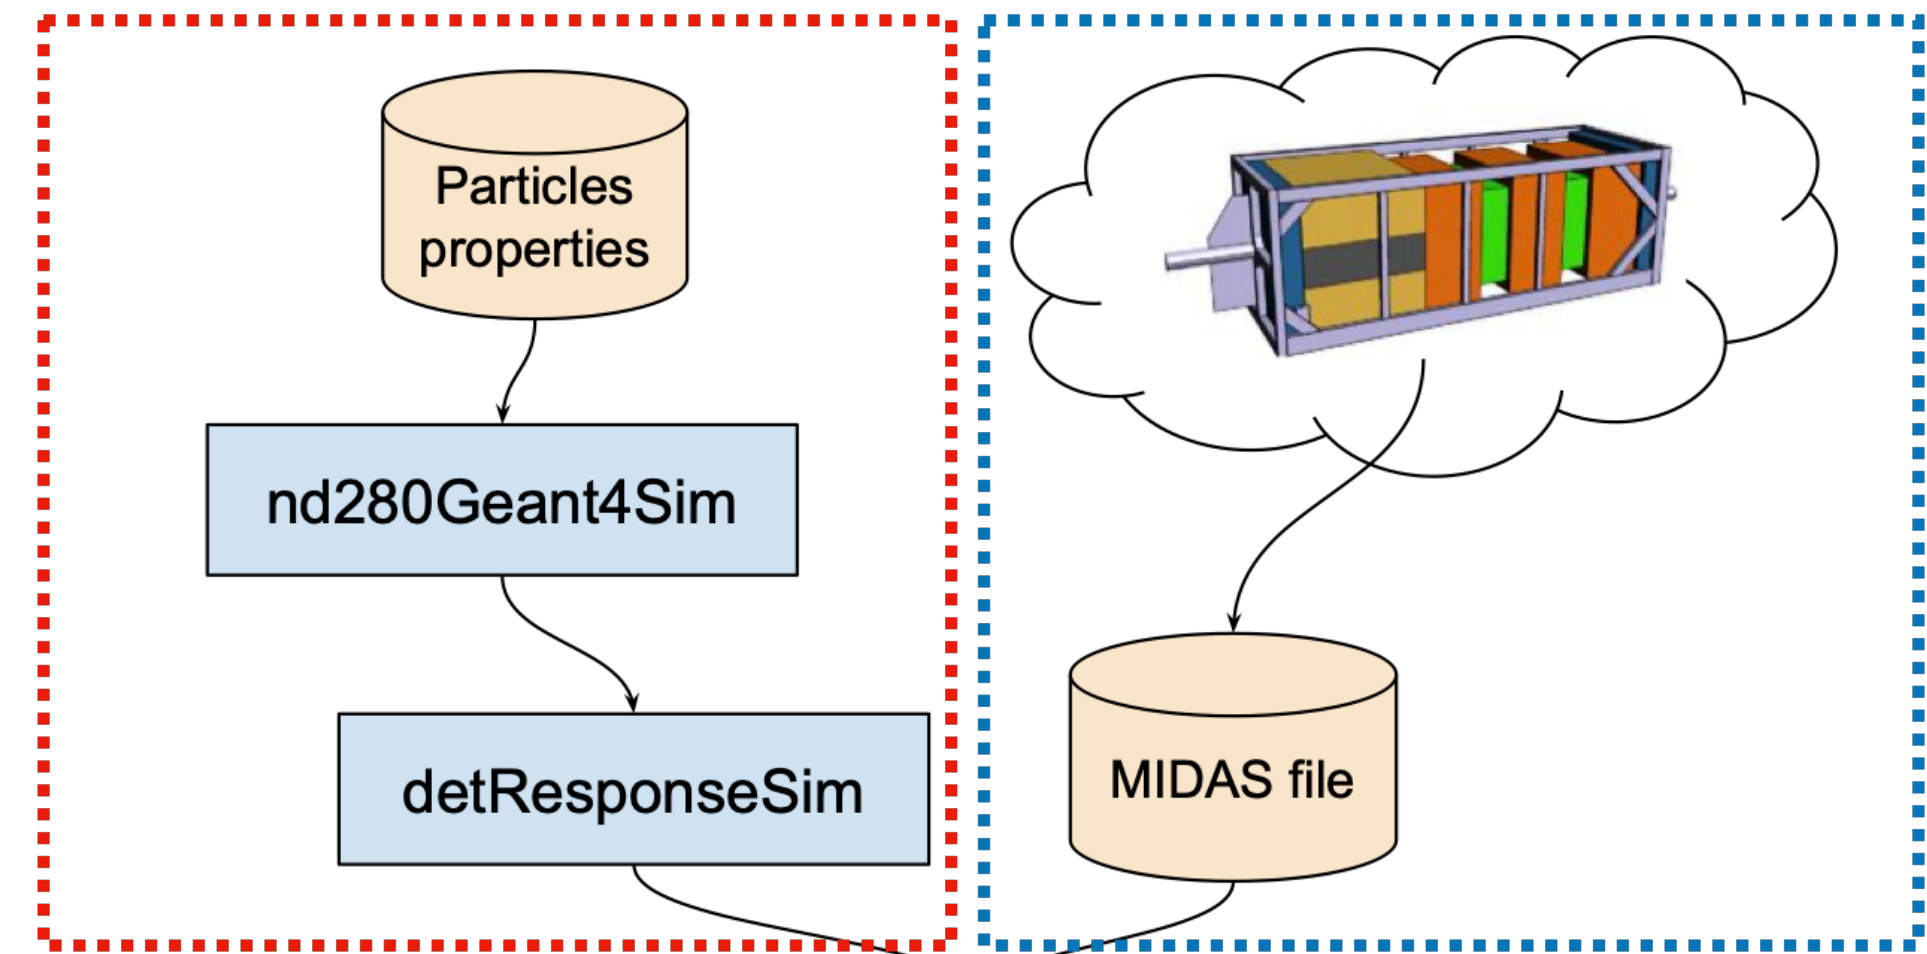 Particles
properties
nd280Geant4Sim
detResponseSim
MIDAS file